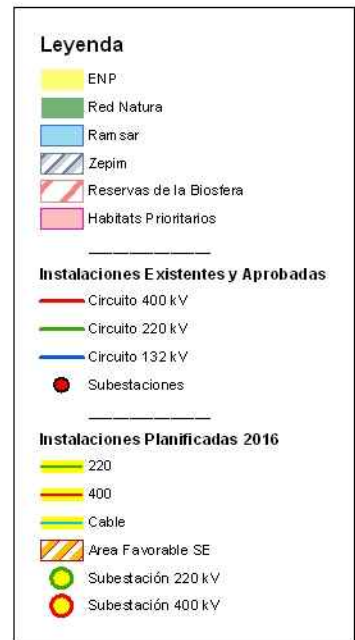 Leyenda
ENP
Red Natura
Ramsar
Zepim
Reservas de la Biosfera
Habitats Prioritarios
Instalaciones Existentes y Aprobadas
Circuito 400 kV
Circuito 220 kV
Circuito 132 kV
Subestaciones
Instalaciones Planificadas 2016
220
400
Cable
Area Favorable SE
Subestación 220 kV
Subestación 400 kV